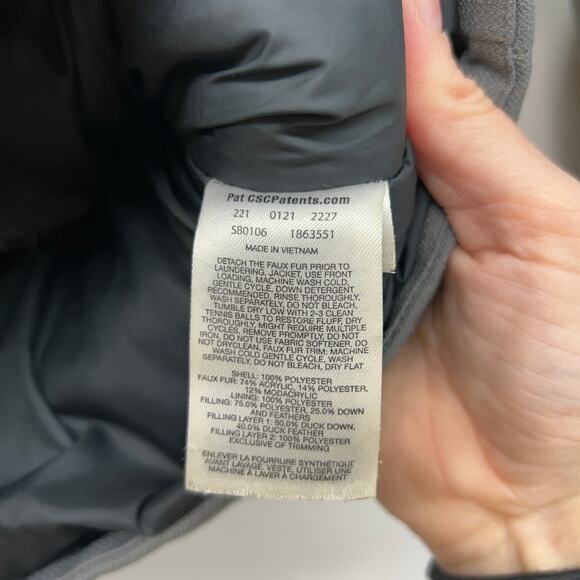 Pat CSCPatents.com
221 0121 2227
SB0106 1863551
MADE IN VIETNAM
DETACH THE FAUX FUR PRIOR TO
LAUNDERING, JACKET, USE FRONT
LOADING, MACHINE WASH COLD,
GENTLE CYCLE, DOWN DETERGENT
RECOMMENDED, RINSE THOROUGHLY,
WASH SEPARATELY, DO NOT BLEACH,
TUMBLE DRY LOW WITH 2-3 CLEAN
TENNIS BALLS TO RESTORE FLUFF, DRY
THOROUGHLY, MIGHT REQUIRE MULTIPLE
CYCLES, REMOVE PROMPTLY, DO NOT
IRON, DO NOT USE FABRIC SOFTENER, DO
NOT DRYCLEAN. FAUX FUR TRIM: MACHINE
WASH COLD GENTLE CYCLE, WASH
SEPARATELY, DO NOT BLEACH, DRY FLAT
SHELL: 100% POLYESTER
FAUX FUR: 74% ACRYLIC, 14% POLYESTER,
12% MODACRYLIC
LINING: 100% POLYESTER
FILLING: 75.0% POLYESTER, 25.0% DOWN
AND FEATHERS
FILLING LAYER 1: 60.0% DUCK DOWN,
40.0% DUCK FEATHER
FILLING LAYER 2: 100% POLYESTER
EXCLUSIVE OF TRIMMING
ENLEVER LA FOURRURE SYNTHÉTIQUE
AVANT LAVAGE. VESTE, UTILISER UNE
MACHINE À LAVER À CHARGEMENT